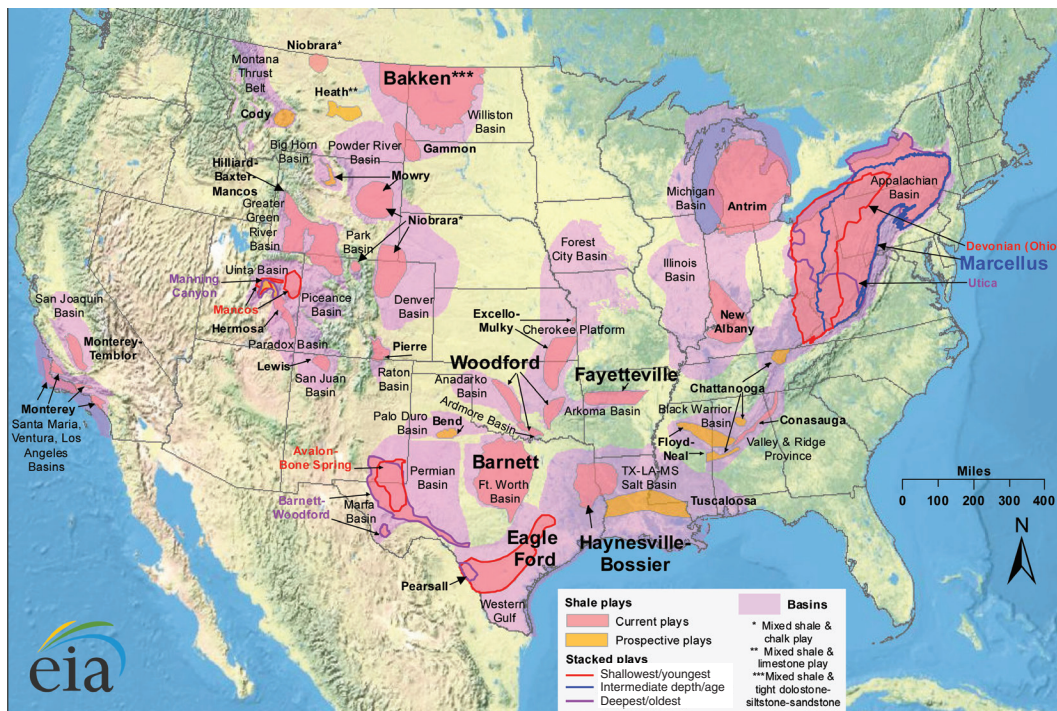 Niobrara*
Montana
Thrust
Belt
Bakken***
Heath**
Cody
Williston
Basin
Big Horn
Basin
Powder River
Basin
Gammon
Hilliard-
Baxter-
Mancos
Mowry
Greater
Green
River
Basin
Niobrara*
Park
Basin
Michigan
Basin
Antrim
Appalachian
Basin
Devonian (Ohio
Marcellus
Utica
Forest
City Basin
Illinois
Basin
Uinta Basin
Manning
Canyon
Mancos
Piceance
Basin
Denver
Basin
San Joaquin
Basin
Hermosa
Paradox Basin
Excello-
Mulky
Cherokee Platform
New
Albany
Monterey-
Temblor
Lewis
San Juan
Basin
Pierre
Raton
Basin
Woodford
Anadarko
Basin
Fayetteville
Arkoma Basin
Chattanooga
Black Warrior
Basin
Conasauga
Monterey
Santa Maria,
Ventura, Los
Angeles
Basins
Palo Duro
Basin
Bend
Ardmore Basin
Floyd-
Neal
Valley & Ridge
Province
Avalon-
Bone Spring
Permian
Basin
Barnett
Ft. Worth
Basin
TX-LA-MS
Salt Basin
Tuscaloosa
Barnett-
Woodford
Marfa
Basin
Eagle
Ford
Haynesville-
Bossier
Pearsall
Western
Gulf
Miles
0 100 200 300 400
N
Shale plays
Current plays
Prospective plays
Stacked plays
Shallowest/youngest
Intermediate depth/age
Deepest/oldest
Basins
* Mixed shale &
chalk play
** Mixed shale &
limestone play
***Mixed shale &
tight dolostone-
siltstone-sandstone
eia